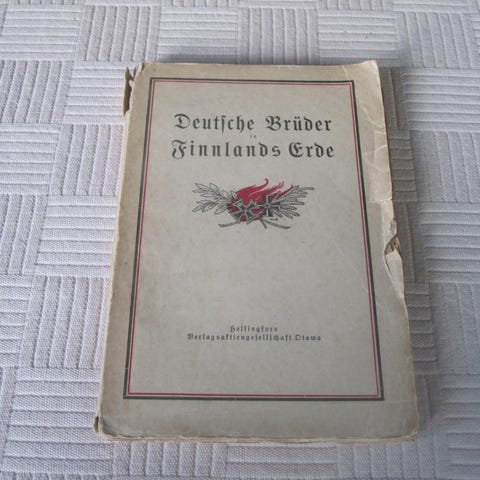 Deutsche Brüder
in
Finnlands Erde
Helsingfors
Verlagsaktiengesellschaft Otawa